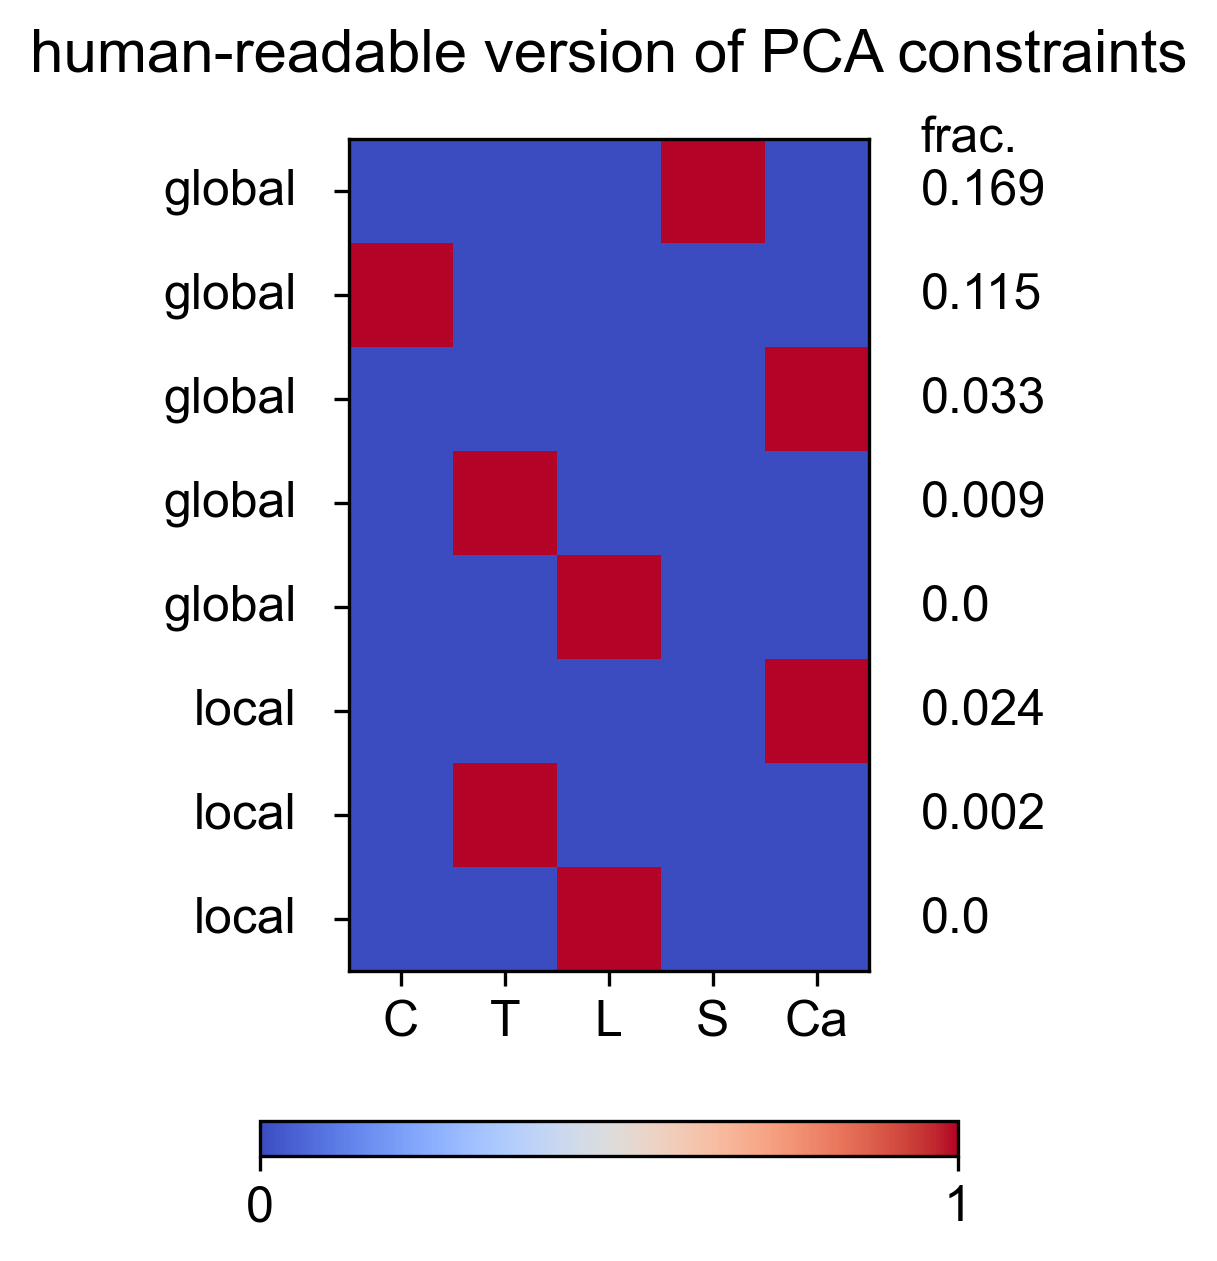 human-readable version of PCA constraints
frac.
global 0.169
global 0.115
global 0.033
global 0.009
global 0.0
local 0.024
local 0.002
local 0.0
C T L S Ca
0 1